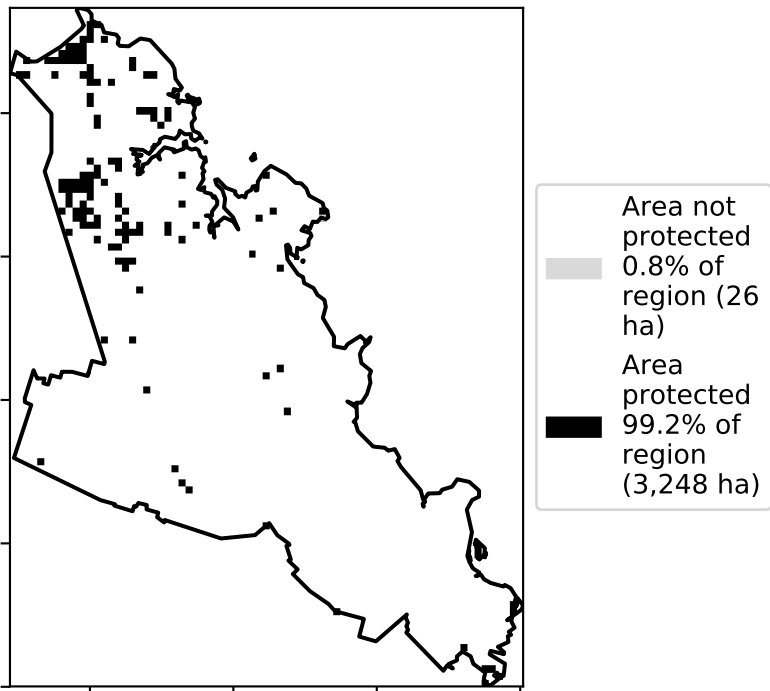 Area not
protected
0.8% of
region (26
ha)
Area
protected
99.2% of
region
(3,248 ha)